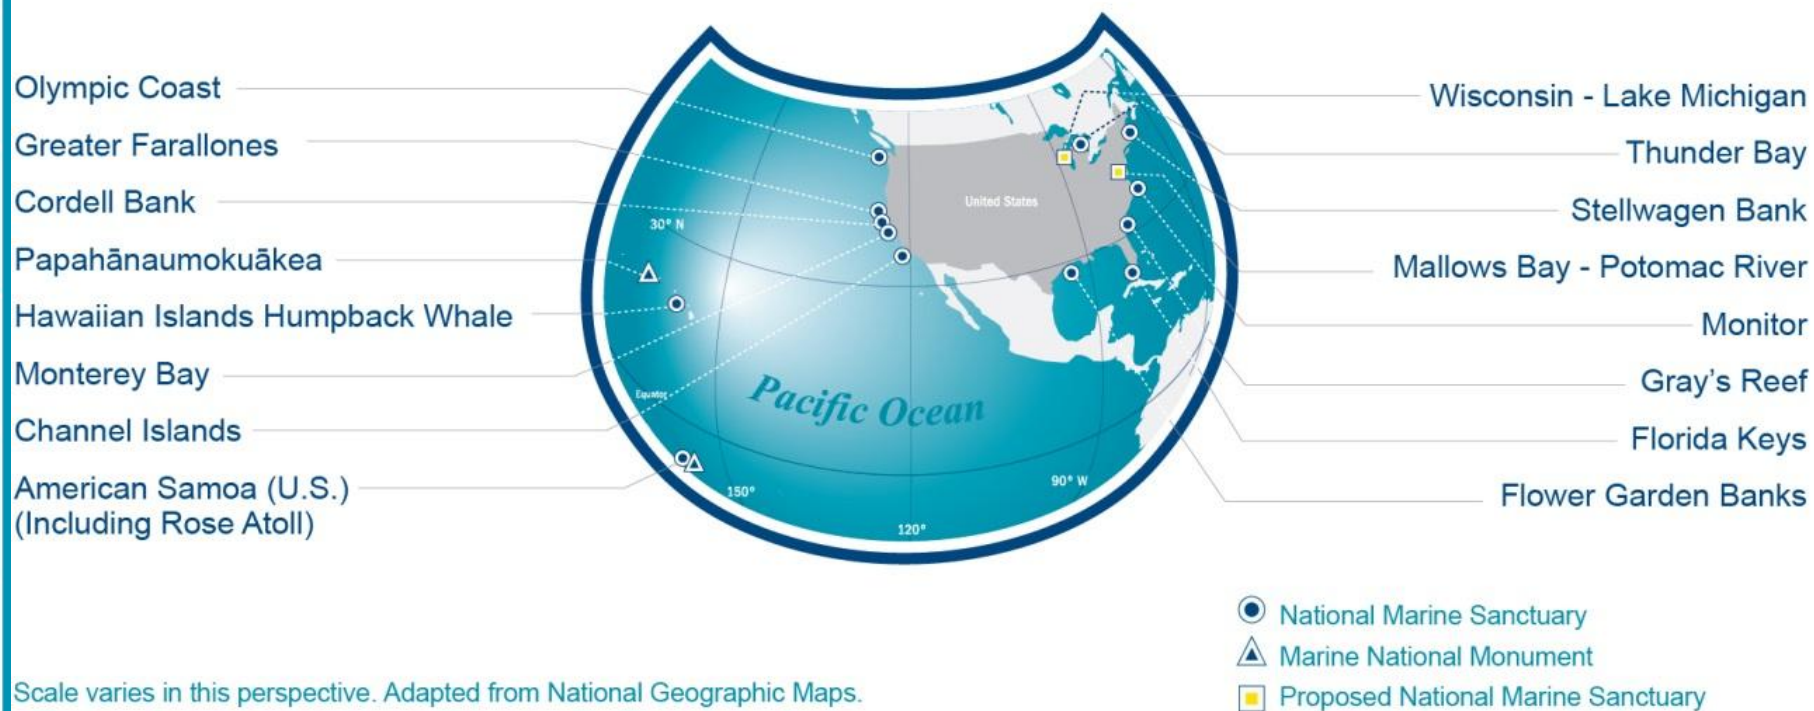 Olympic Coast
Greater Farallones
Cordell Bank
Papahānaumokuākea
Hawaiian Islands Humpback Whale
Monterey Bay
Channel Islands
American Samoa (U.S.)
(Including Rose Atoll)
United States
30° N
Equator
Pacific Ocean
150°
120°
90° W
Wisconsin - Lake Michigan
Thunder Bay
Stellwagen Bank
Mallows Bay - Potomac River
Monitor
Gray’s Reef
Florida Keys
Flower Garden Banks
National Marine Sanctuary
Marine National Monument
Proposed National Marine Sanctuary
Scale varies in this perspective. Adapted from National Geographic Maps.